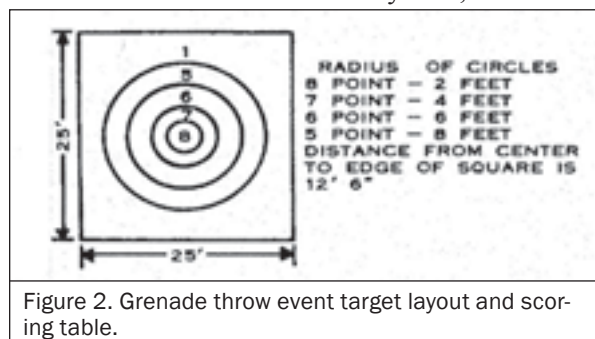 1
5
6
7
8
25'
25'
RADIUS OF CIRCLES
8 POINT — 2 FEET
7 POINT — 4 FEET
6 POINT — 6 FEET
5 POINT — 8 FEET
DISTANCE FROM CENTER
TO EDGE OF SQUARE IS
12' 6"
Figure 2. Grenade throw event target layout and scor-
ing table.